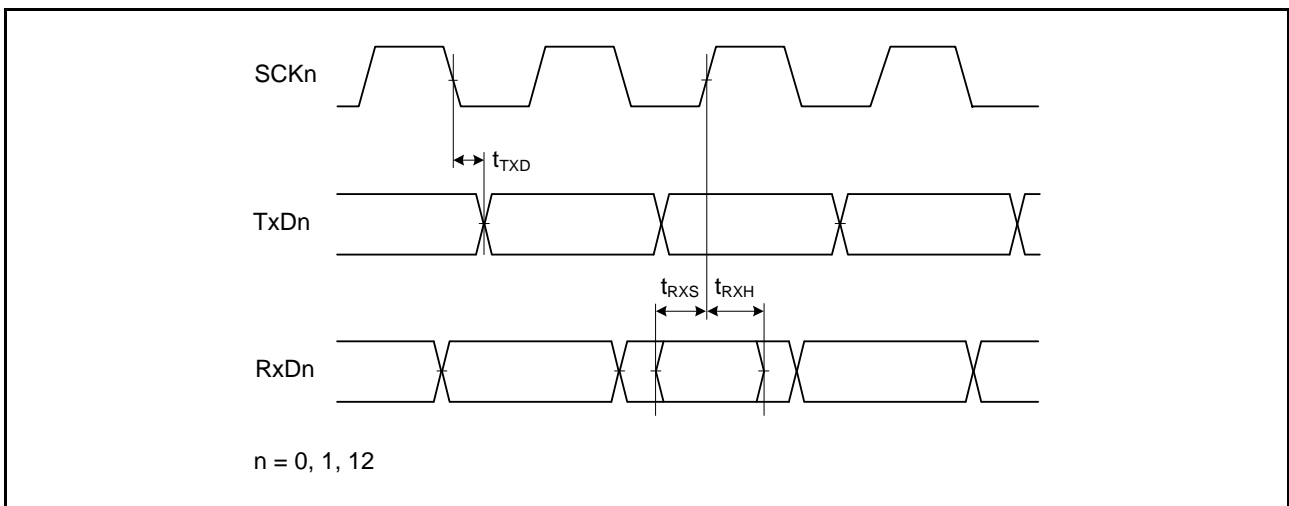 SCKn
tTXD
TxDn
tRXS tRXH
RxDn
n = 0, 1, 12